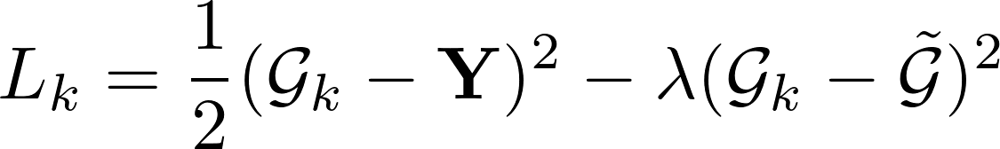 L_k = \frac{1}{2}(\mathcal{G}_k - \mathbf{Y})^2 - \lambda(\mathcal{G}_k - \tilde{\mathcal{G}})^2